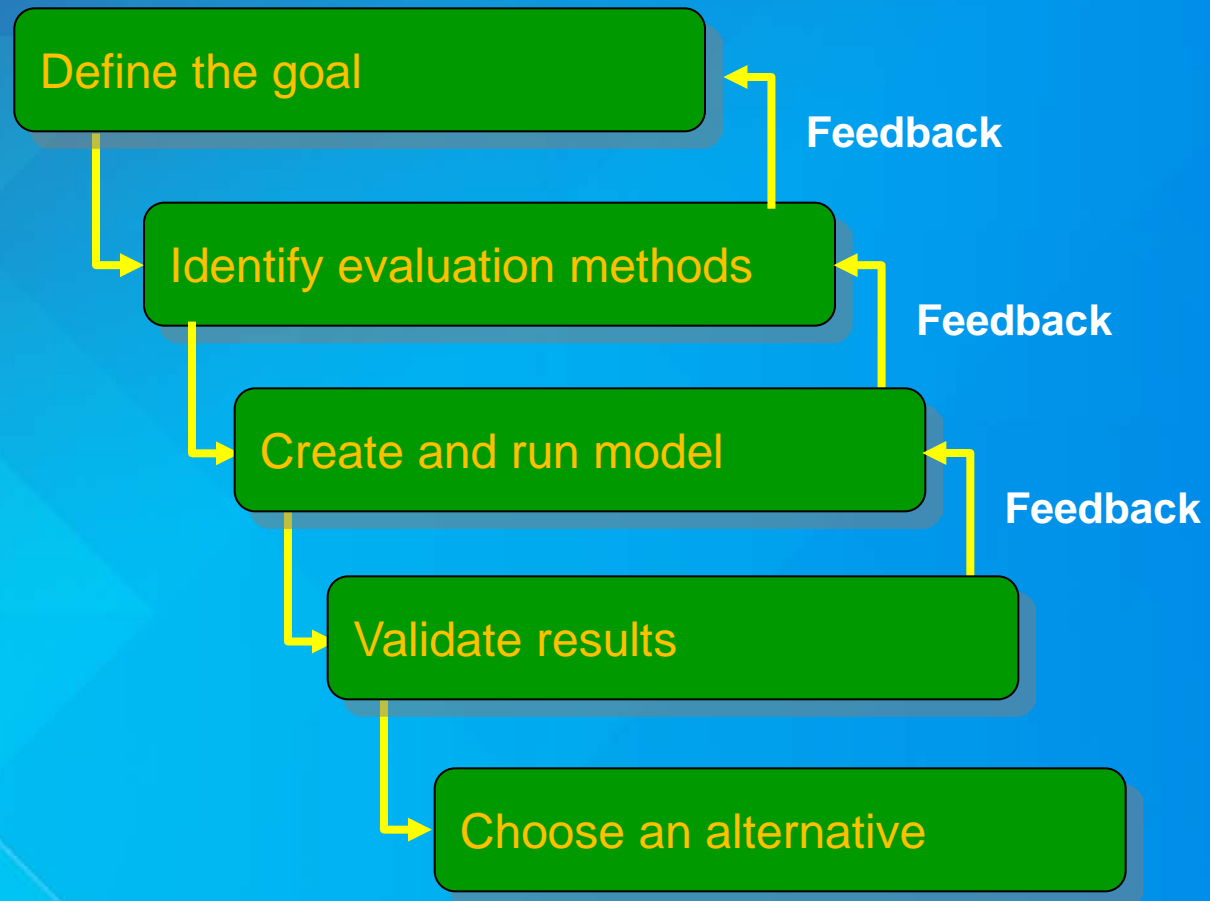 Define the goal
Feedback
Identify evaluation methods
Feedback
Create and run model
Feedback
Validate results
Choose an alternative